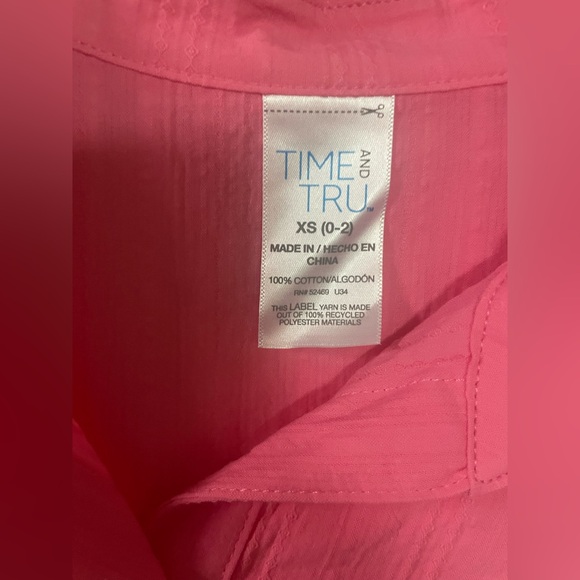 TIME AND
TRU™
XS (0-2)
MADE IN / HECHO EN
CHINA
100% COTTON/ALGODÓN
RN# 52469 U34
THIS LABEL YARN IS MADE
OUT OF 100% RECYCLED
POLYESTER MATERIALS